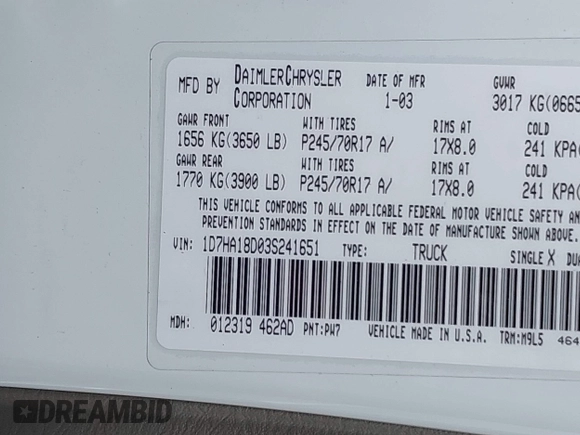 MFD BY DAIMLERCHRYSLER CORPORATION DATE OF MFR 1-03 GVWR 3017 KG(0665
GAWR FRONT WITH TIRES RIMS AT COLD
1656 KG(3650 LB) P245/70R17 A/ 17X8.0 241 KPA(
GAWR REAR WITH TIRES RIMS AT COLD
1770 KG(3900 LB) P245/70R17 A/ 17X8.0 241 KPA(
THIS VEHICLE CONFORMS TO ALL APPLICABLE FEDERAL MOTOR VEHICLE SAFETY AN
PREVENTION STANDARDS IN EFFECT ON THE DATE OF MANUFACTURE SHOWN ABOVE.
VIN: 1D7HA18D03S241651 TYPE: TRUCK SINGLE X DUA
MDH: 012319 462AD PNT:PW7 VEHICLE MADE IN U.S.A. TRM:M9L5 464
DREAMBID